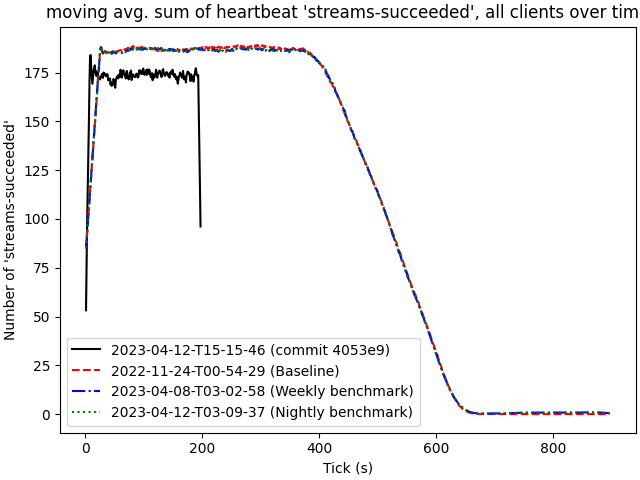 moving avg. sum of heartbeat 'streams-succeeded', all clients over tim
Number of 'streams-succeeded'
175
150
125
100
75
50
25
0
2023-04-12-T15-15-46 (commit 4053e9)
2022-11-24-T00-54-29 (Baseline)
2023-04-08-T03-02-58 (Weekly benchmark)
2023-04-12-T03-09-37 (Nightly benchmark)
0 200 400 600 800
Tick (s)